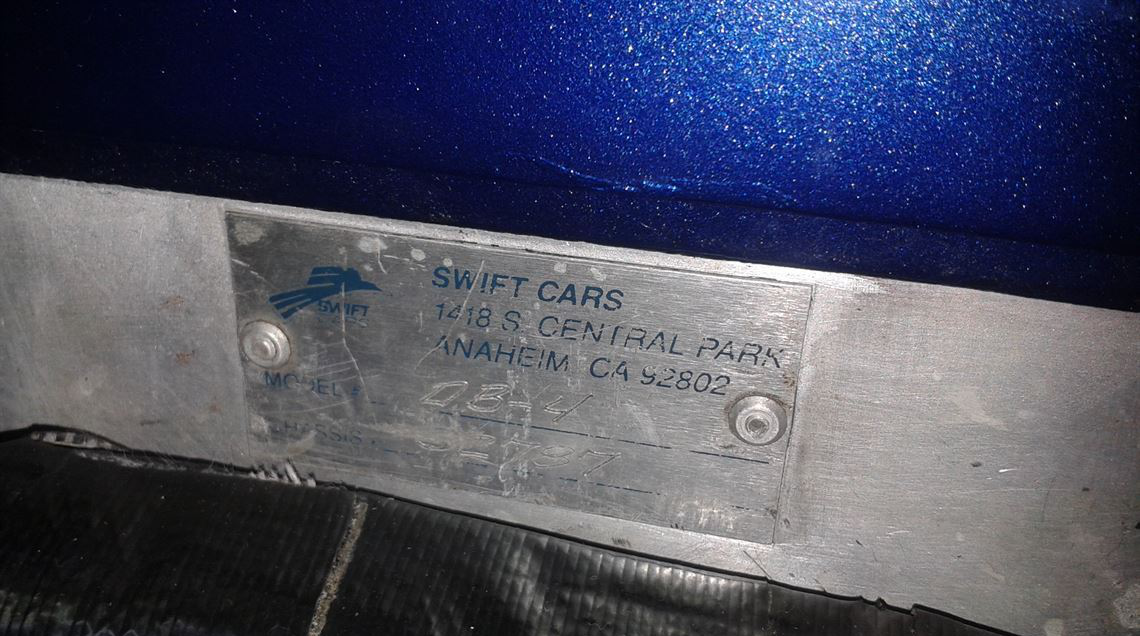 SWIFT
SWIFT CARS
1418 S. CENTRAL PARK
ANAHEIM, CA 92802
MODEL # DB-4
CHASSIS